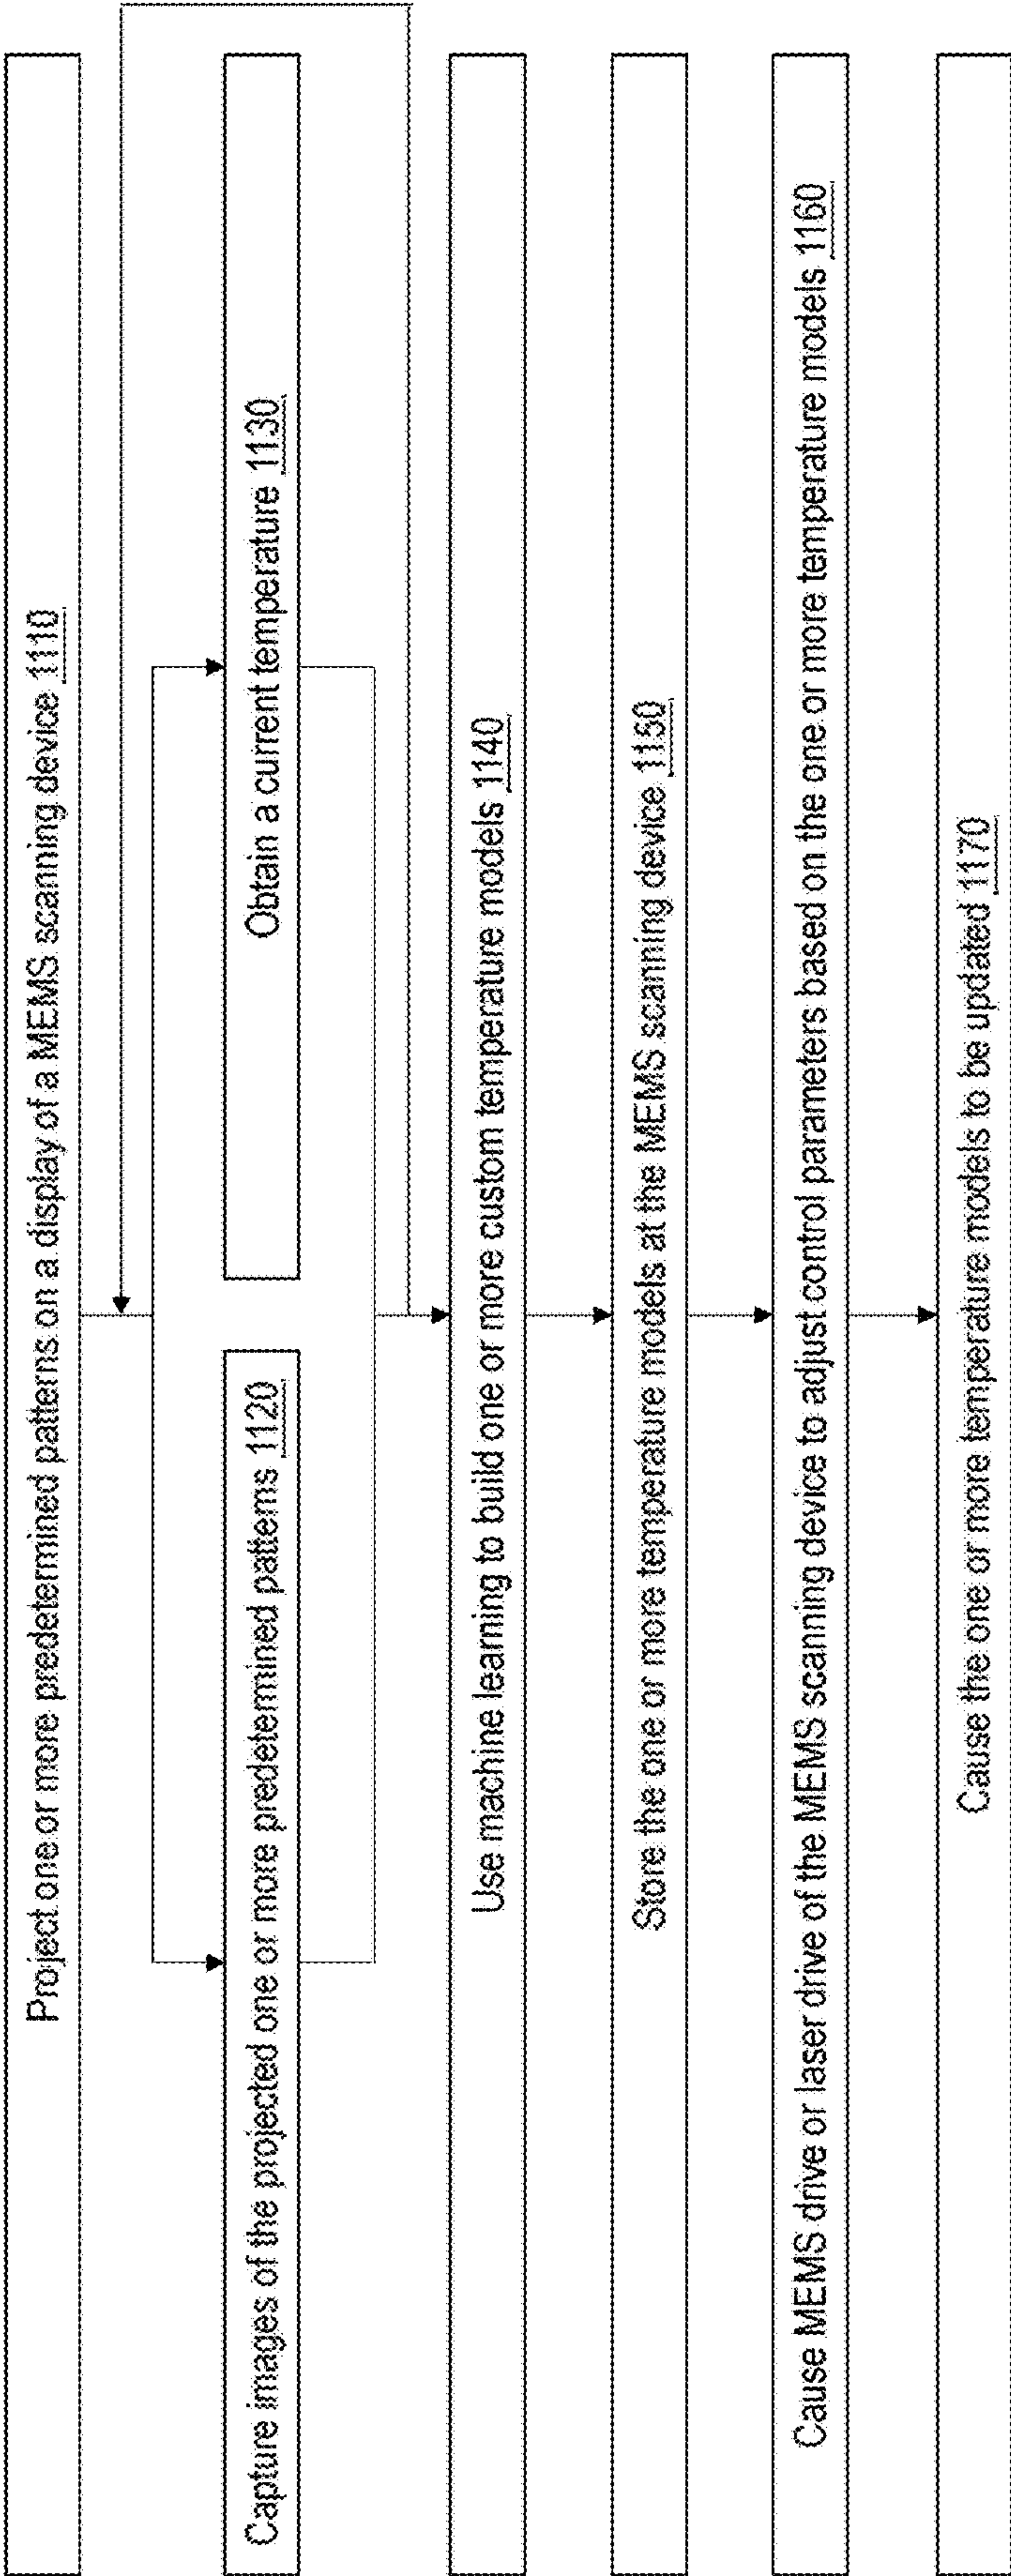 Project one or more predetermined patterns on a display of a MEMS scanning device 1110
Capture images of the projected one or more predetermined patterns 1120
Obtain a current temperature 1130
Use machine learning to build one or more custom temperature models 1140
Store the one or more temperature models at the MEMS scanning device 1150
Cause MEMS drive or laser drive of the MEMS scanning device to adjust control parameters based on the one or more temperature models 1160
Cause the one or more temperature models to be updated 1170